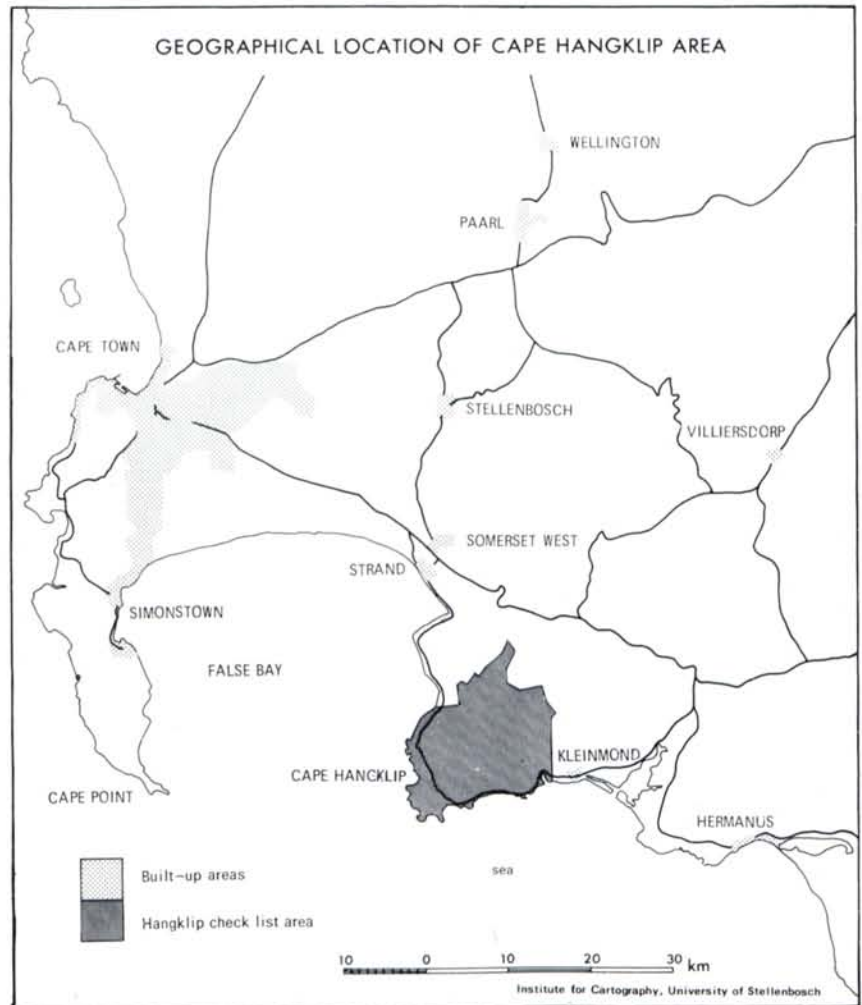 GEOGRAPHICAL LOCATION OF CAPE HANGKLIP AREA
WELLINGTON
PAARL
CAPE TOWN
STELLENBOSCH
VILLIERSDORP
SOMERSET WEST
STRAND
SIMONSTOWN
FALSE BAY
KLEINMOND
CAPE HANGKLIP
CAPE POINT
HERMANUS
Built-up areas
sea
Hangklip check list area
10 0 10 20 30 km
Institute for Cartography, University of Stellenbosch